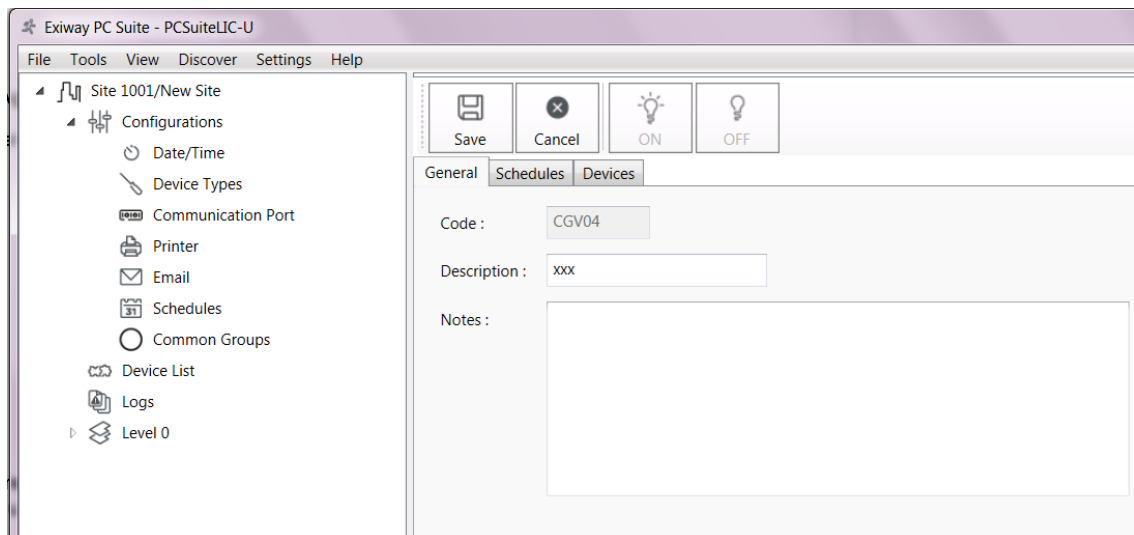 Exiway PC Suite - PCSuiteLIC-U
File Tools View Discover Settings Help
Site 1001/New Site
Configurations
Date/Time
Device Types
Communication Port
Printer
Email
31
Schedules
Common Groups
Device List
Logs
Level 0
Save Cancel ON OFF
General Schedules Devices
Code : CGV04
Description : xxx
Notes :